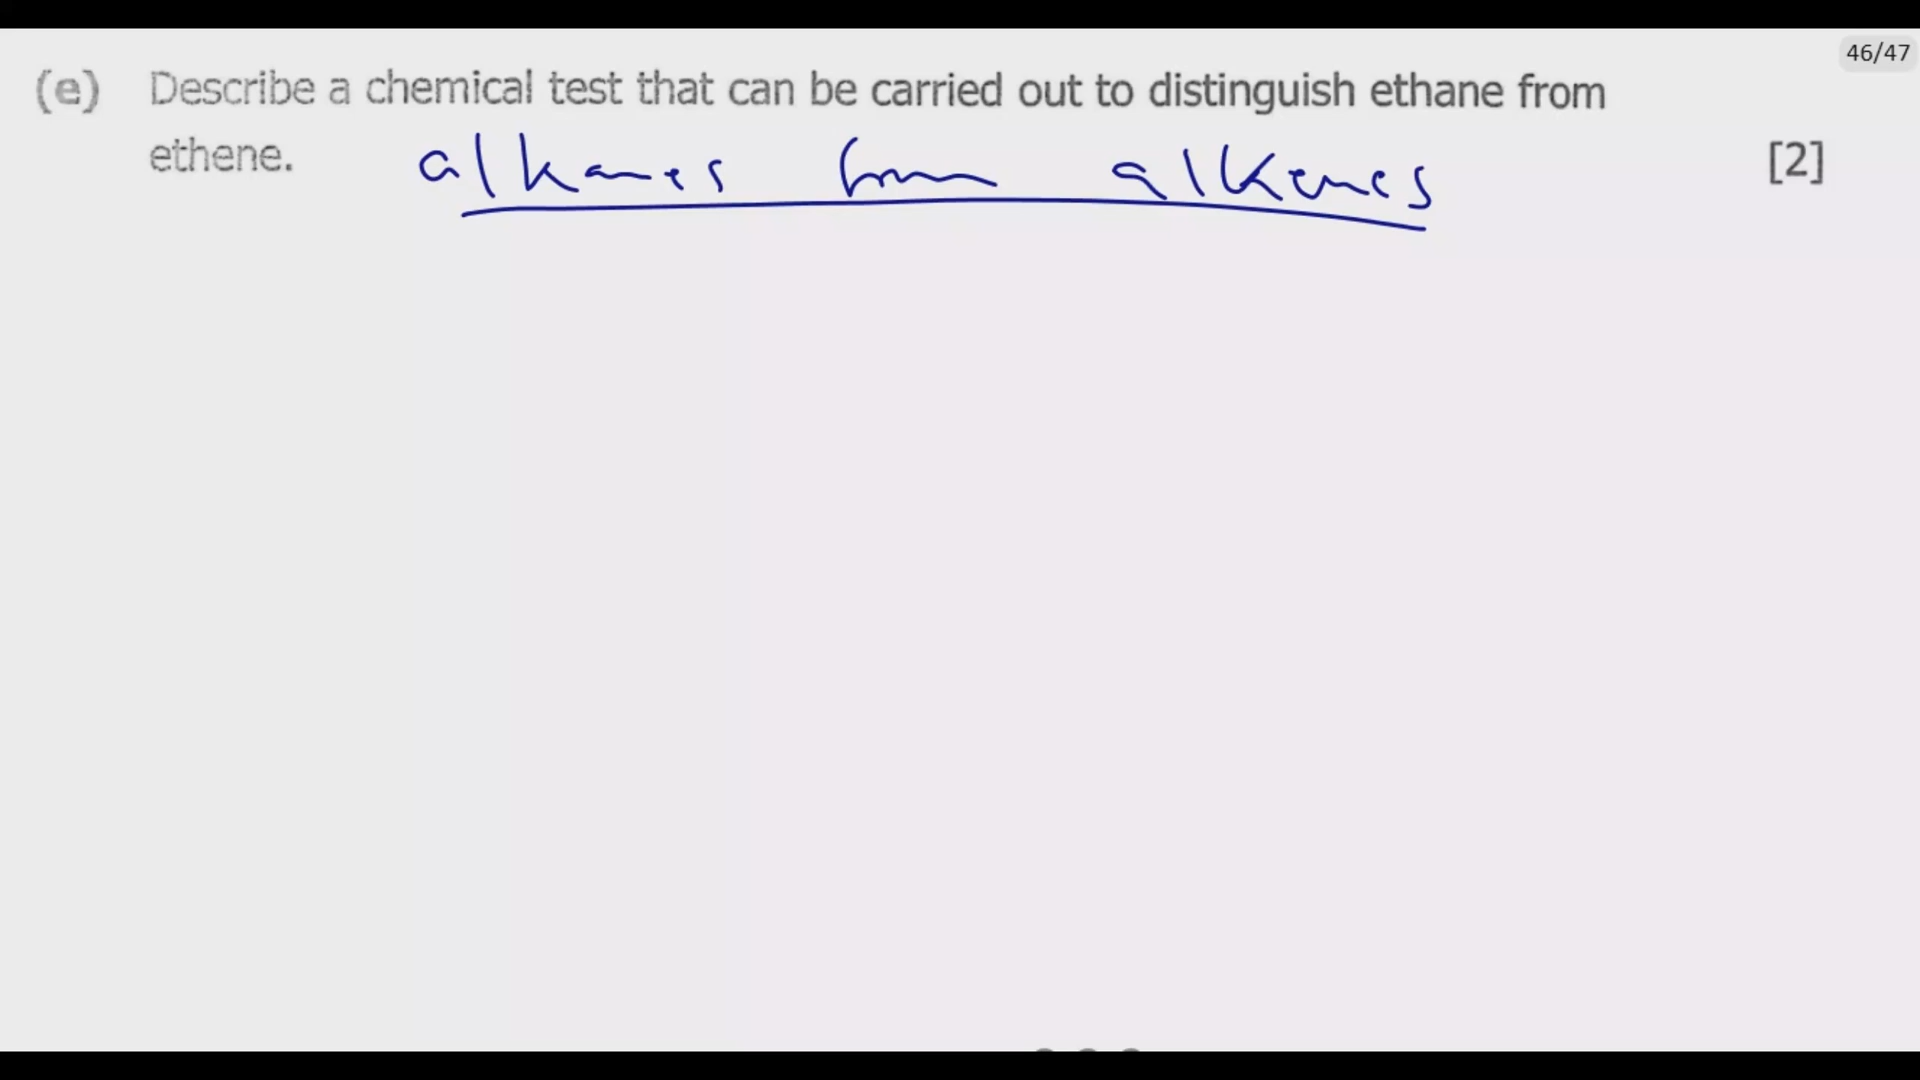 46/47
(e) Describe a chemical test that can be carried out to distinguish ethane from
ethene. [2]
alkanes from alkenes